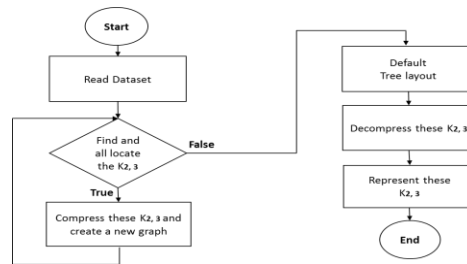 Start
Read Dataset
Find and
all locate
the K2, 3
False
True
Compress these K2, 3 and
create a new graph
Default
Tree layout
Decompress these K2, 3
Represent these
K2, 3
End